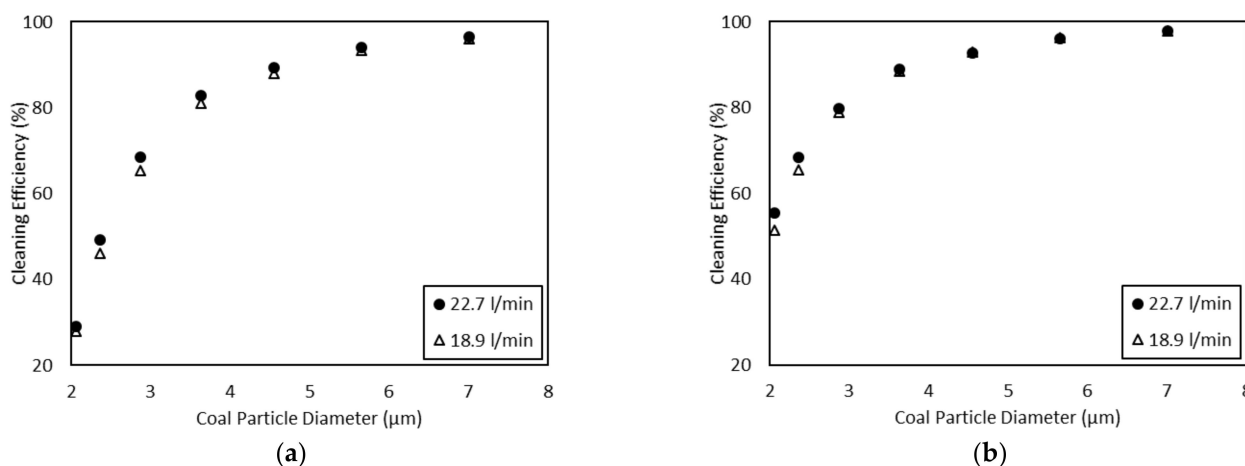 100
80
60
40
20
Cleaning Efficiency (%)
22.7 l/min
18.9 l/min
2 3 4 5 6 7 8
Coal Particle Diameter (µm)
(a)
100
80
60
40
20
Cleaning Efficiency (%)
22.7 l/min
18.9 l/min
2 3 4 5 6 7 8
Coal Particle Diameter (µm)
(b)